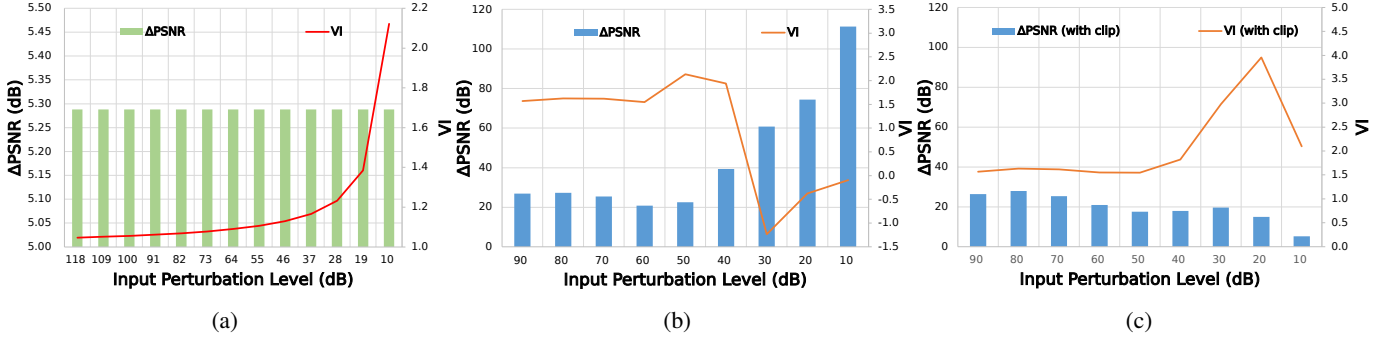 5.50
5.45
5.40
5.35
5.30
5.25
5.20
5.15
5.10
5.05
5.00
ΔPSNR (dB)
ΔPSNR
VI
2.2
2.0
1.8
1.6
1.4
1.2
1.0
VI
118 109 100 91 82 73 64 55 46 37 28 19 10
Input Perturbation Level (dB)
(a)
120
100
80
60
40
20
0
ΔPSNR (dB)
ΔPSNR
VI
3.5
3.0
2.5
2.0
1.5
1.0
0.5
0.0
-0.5
-1.0
-1.5
VI
90 80 70 60 50 40 30 20 10
Input Perturbation Level (dB)
(b)
120
100
80
60
40
20
0
ΔPSNR (dB)
ΔPSNR (with clip)
VI (with clip)
5.0
4.5
4.0
3.5
3.0
2.5
2.0
1.5
1.0
0.5
0.0
VI
90 80 70 60 50 40 30 20 10
Input Perturbation Level (dB)
(c)